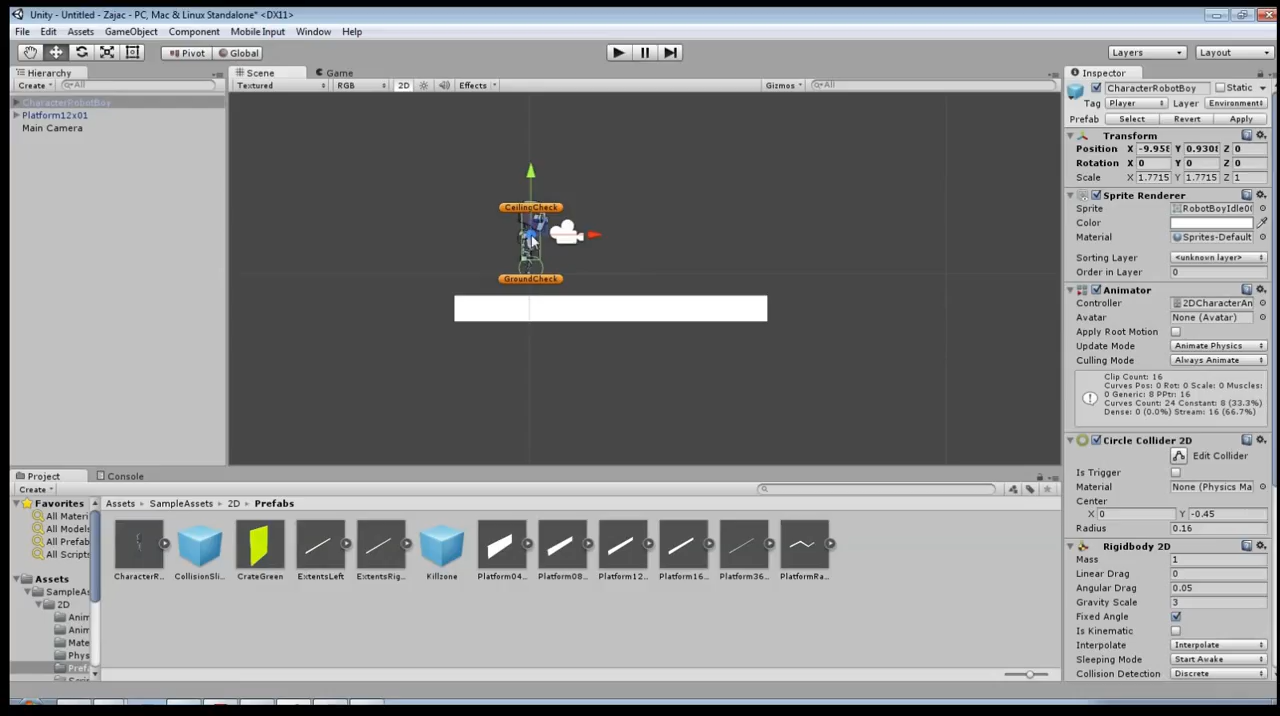 Unity - Untitled - Zajac - PC, Mac & Linux Standalone* <DX11>
File Edit Assets GameObject Component Mobile Input Window Help
Pivot Global Layers Layout
Hierarchy
Create All
CharacterRobotBoy
Platform12x01
Main Camera
Scene Game
Textured RGB 2D Effects Gizmos All
CeilingCheck
GroundCheck
Inspector
CharacterRobotBoy Static
Tag Player Layer Environment
Prefab Select Revert Apply
Transform
Position X -9.958 Y 0.9308 Z 0
Rotation X 0 Y 0 Z 0
Scale X 1.7715 Y 1.7715 Z 1
Sprite Renderer
Sprite RobotBoyIdle00
Color
Material Sprites-Default
Sorting Layer <unknown layer>
Order in Layer 0
Animator
Controller 2DCharacterAn
Avatar None (Avatar)
Apply Root Motion
Update Mode Animate Physics
Culling Mode Always Animate
Clip Count: 16
Curves Pos: 0 Rot: 0 Scale: 0 Muscles:
0 Generic: 8 PPtr: 16
Curves Count: 24 Constant: 8 (33.3%)
Dense: 0 (0.0%) Stream: 16 (66.7%)
Circle Collider 2D
Edit Collider
Is Trigger
Material None (Physics Ma
Center
X 0 Y -0.45
Radius 0.16
Rigidbody 2D
Mass 1
Linear Drag 0
Angular Drag 0.05
Gravity Scale 3
Fixed Angle
Is Kinematic
Interpolate Interpolate
Sleeping Mode Start Awake
Collision Detection Discrete
Project Console
Create
Favorites
All Materi
All Models
All Prefab
All Scripts
Assets
SampleAs
2D
Anim
Anim
Mate
Phys
Prefa
Assets SampleAssets 2D Prefabs
CharacterR... CollisionSli... CrateGreen ExtentsLeft ExtentsRig... Killzone Platform04... Platform08... Platform12... Platform16... Platform36... PlatformRa...